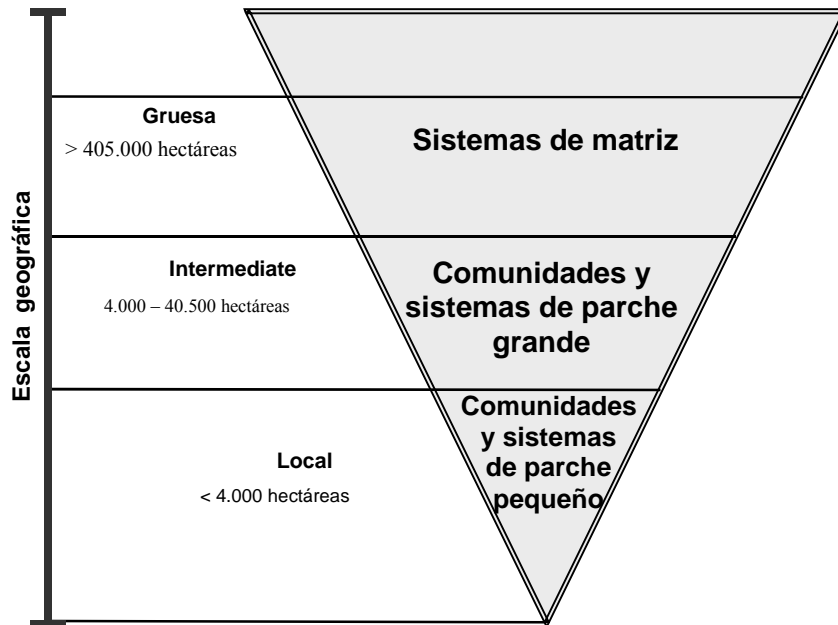 Escala geográfica
Gruesa
> 405.000 hectáreas
Sistemas de matriz
Intermediate
4.000 – 40.500 hectáreas
Comunidades y
sistemas de parche
grande
Local
< 4.000 hectáreas
Comunidades
y sistemas
de parche
pequeño